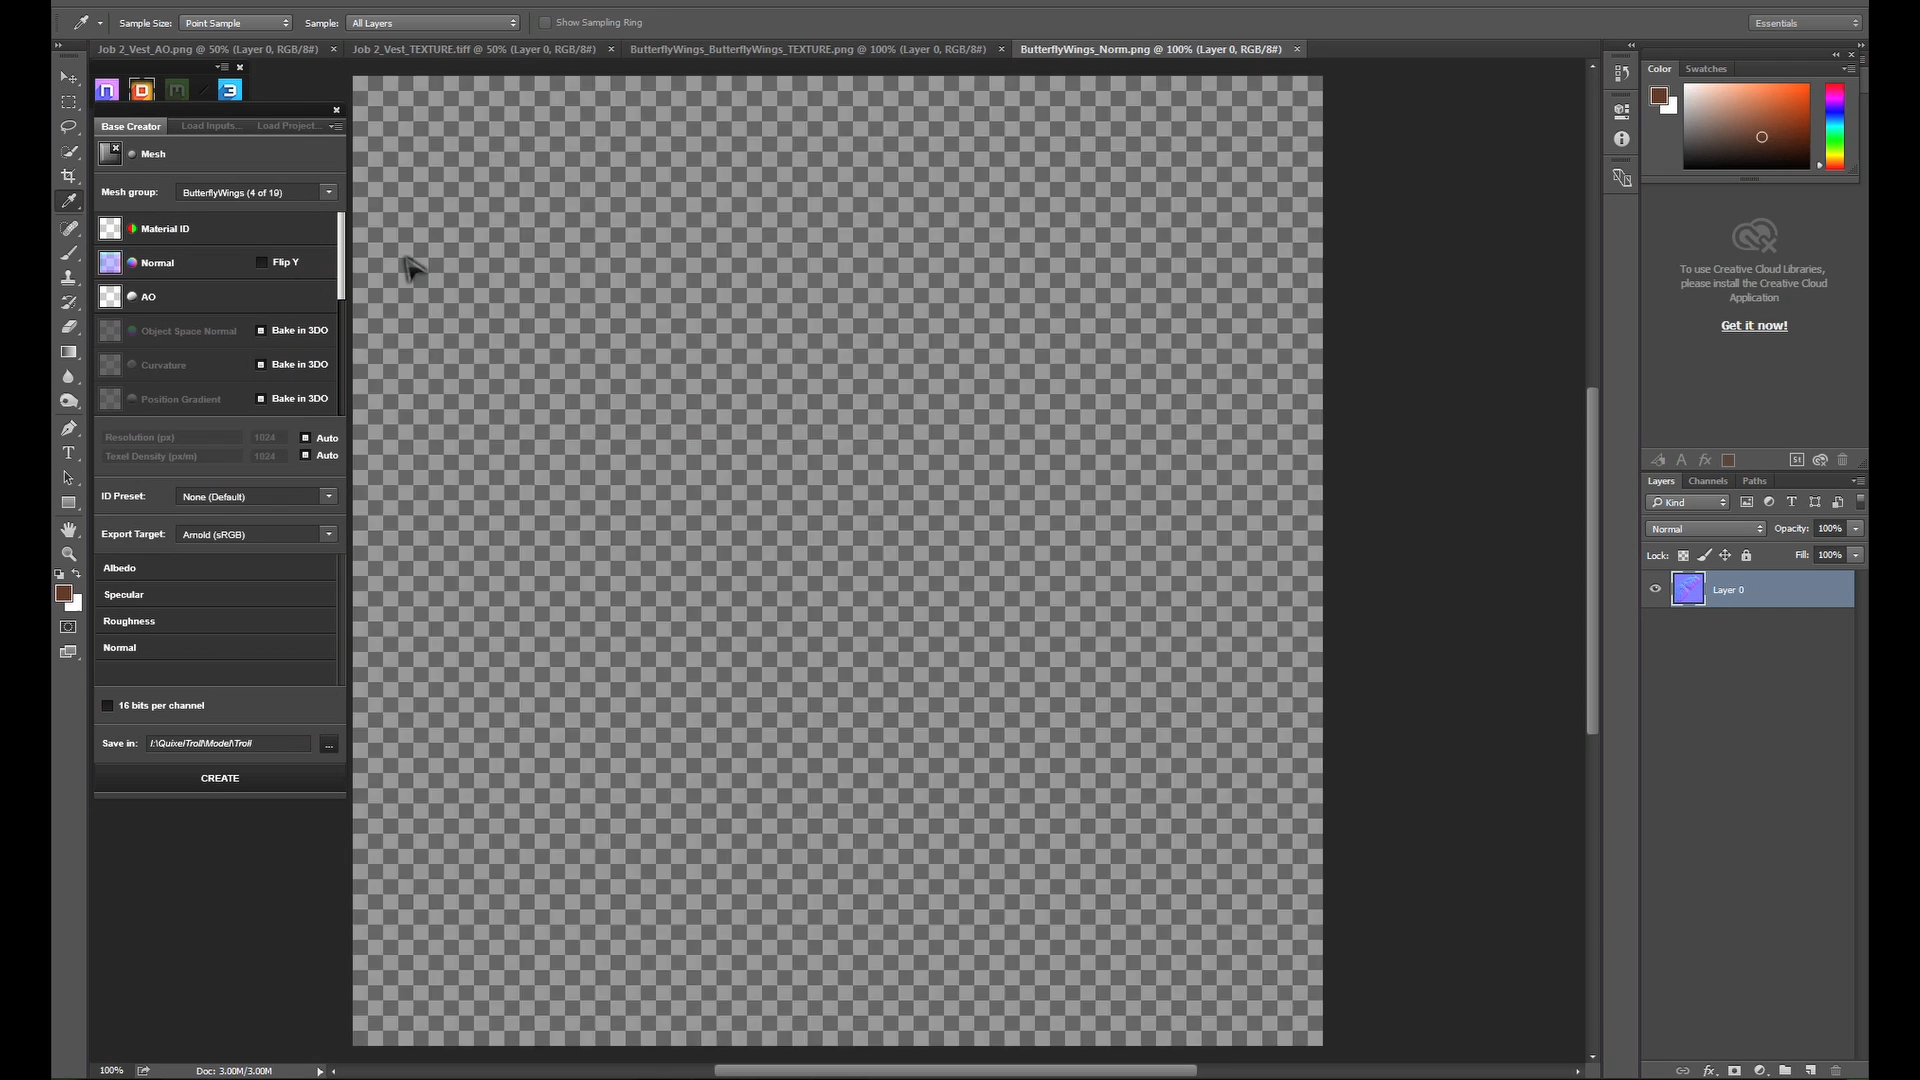 Sample Size: Point Sample Sample: All Layers Show Sampling Ring Essentials
Job 2_Vest_AO.png @ 50% (Layer 0, RGB/8#) × Job 2_Vest_TEXTURE.tiff @ 50% (Layer 0, RGB/8#) × ButterflyWings_ButterflyWings_TEXTURE.png @ 100% (Layer 0, RGB/8#) × ButterflyWings_Norm.png @ 100% (Layer 0, RGB/8#) ×
Base Creator Load Inputs... Load Project...
Mesh
Mesh group: ButterflyWings (4 of 19)
Material ID
Normal Flip Y
AO
Object Space Normal Bake in 3DO
Curvature Bake in 3DO
Position Gradient Bake in 3DO
Resolution (px) 1024 Auto
Texel Density (px/m) 1024 Auto
ID Preset: None (Default)
Export Target: Arnold (sRGB)
Albedo
Specular
Roughness
Normal
16 bits per channel
Save in: I:\QuixelTroll\Model\Troll ...
CREATE
100% Doc: 3.00M/3.00M
Color Swatches
To use Creative Cloud Libraries,
please install the Creative Cloud
Application
Get it now!
Layers Channels Paths
Kind
Normal Opacity: 100%
Lock: Fill: 100%
Layer 0